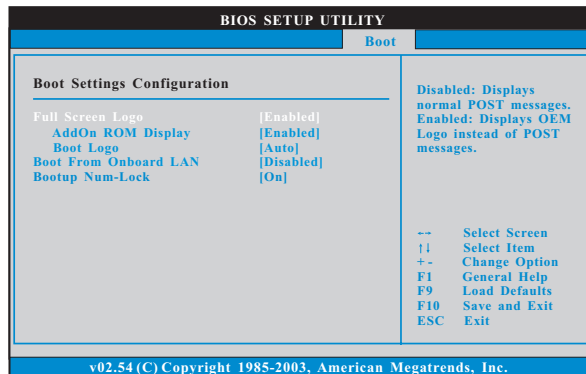 BIOS SETUP UTILITY
Boot
Boot Settings Configuration
Full Screen Logo [Enabled]
AddOn ROM Display [Enabled]
Boot Logo [Auto]
Boot From Onboard LAN [Disabled]
Bootup Num-Lock [On]
Disabled: Displays
normal POST messages.
Enabled: Displays OEM
Logo instead of POST
messages.
←→ Select Screen
↑↓ Select Item
+ - Change Option
F1 General Help
F9 Load Defaults
F10 Save and Exit
ESC Exit
v02.54 (C) Copyright 1985-2003, American Megatrends, Inc.